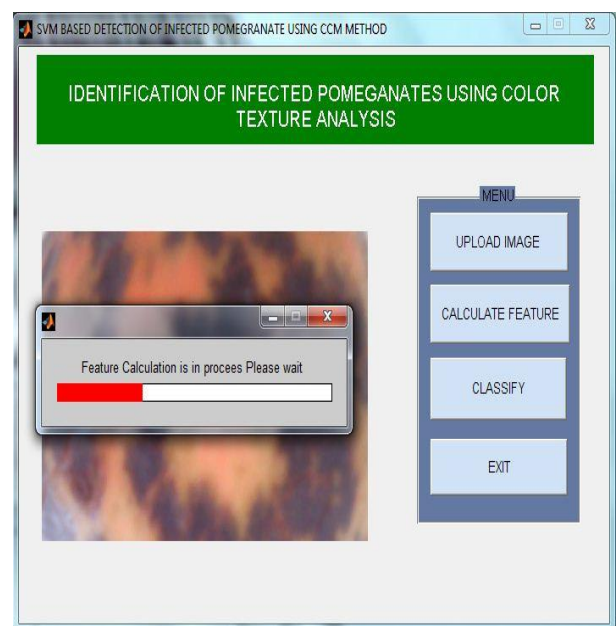 SVM BASED DETECTION OF INFECTED POMEGRANATE USING CCM METHOD
IDENTIFICATION OF INFECTED POMEGANATES USING COLOR
TEXTURE ANALYSIS
MENU
UPLOAD IMAGE
CALCULATE FEATURE
CLASSIFY
EXIT
Feature Calculation is in procees Please wait